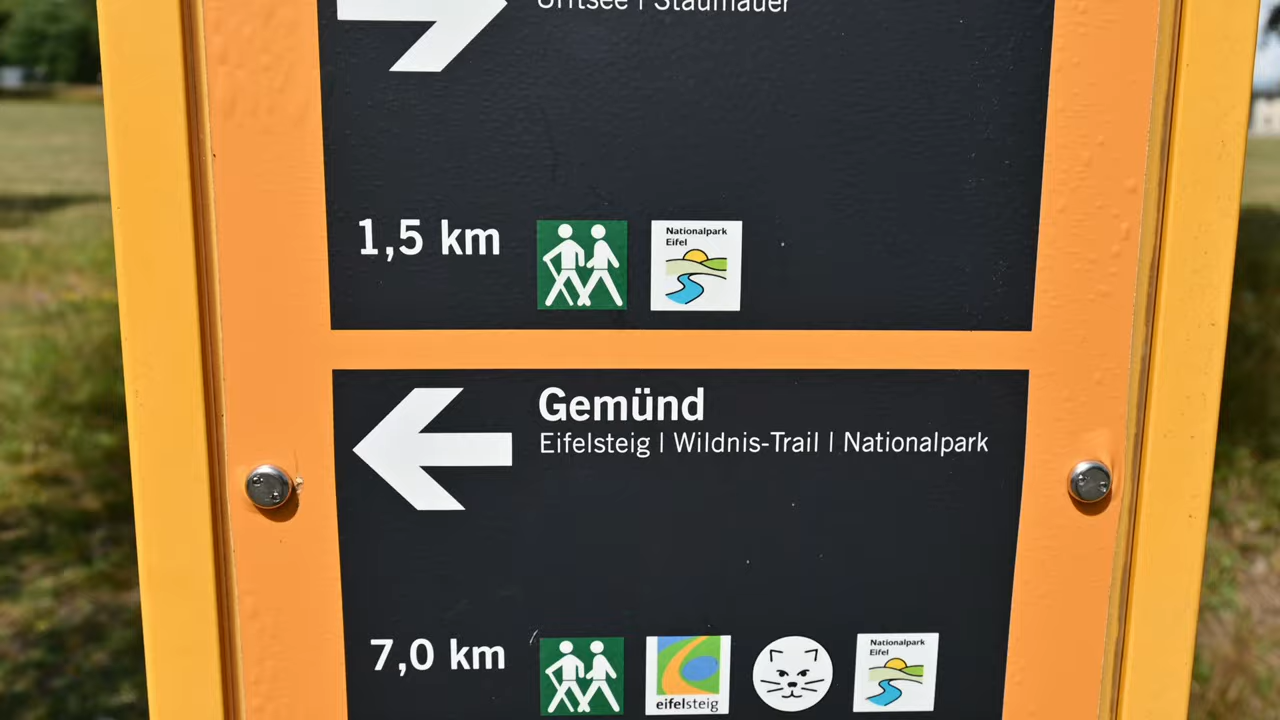 Urftsee | Staumauer
1,5 km
Nationalpark
Eifel
Gemünd
Eifelsteig | Wildnis-Trail | Nationalpark
7,0 km
eifelsteig
Nationalpark
Eifel